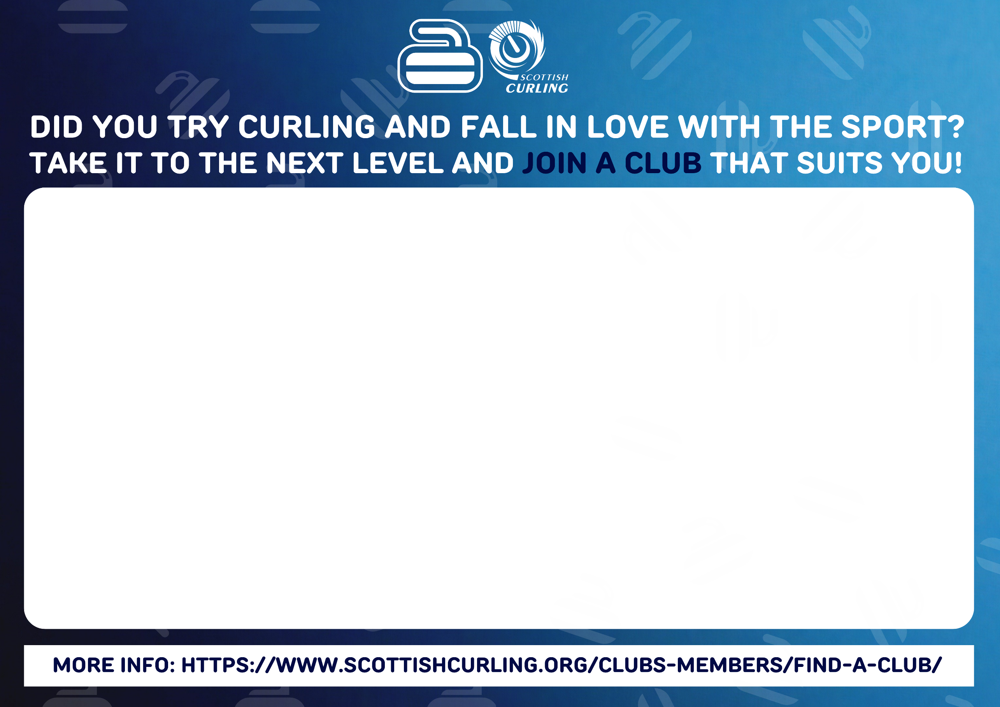 SCOTTISH
CURLING
DID YOU TRY CURLING AND FALL IN LOVE WITH THE SPORT?
TAKE IT TO THE NEXT LEVEL AND JOIN A CLUB THAT SUITS YOU!
MORE INFO: HTTPS://WWW.SCOTTISHCURLING.ORG/CLUBS-MEMBERS/FIND-A-CLUB/